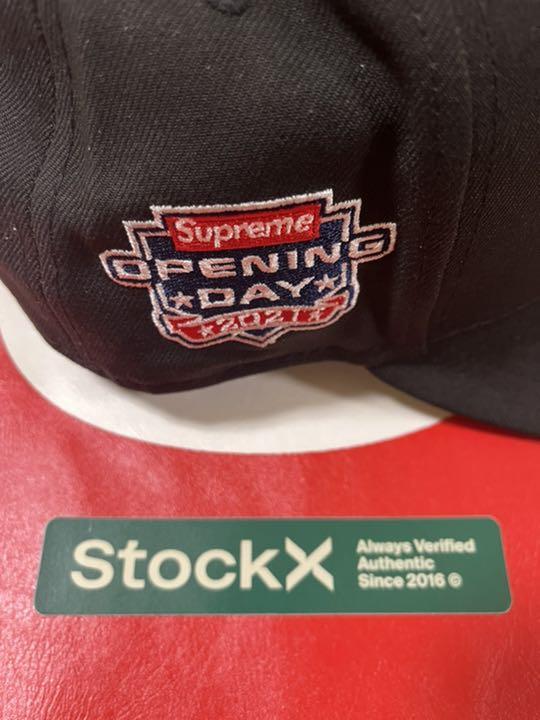 Supreme
OPENING
DAY
2021
StockX
Always Verified
Authentic
Since 2016 ©